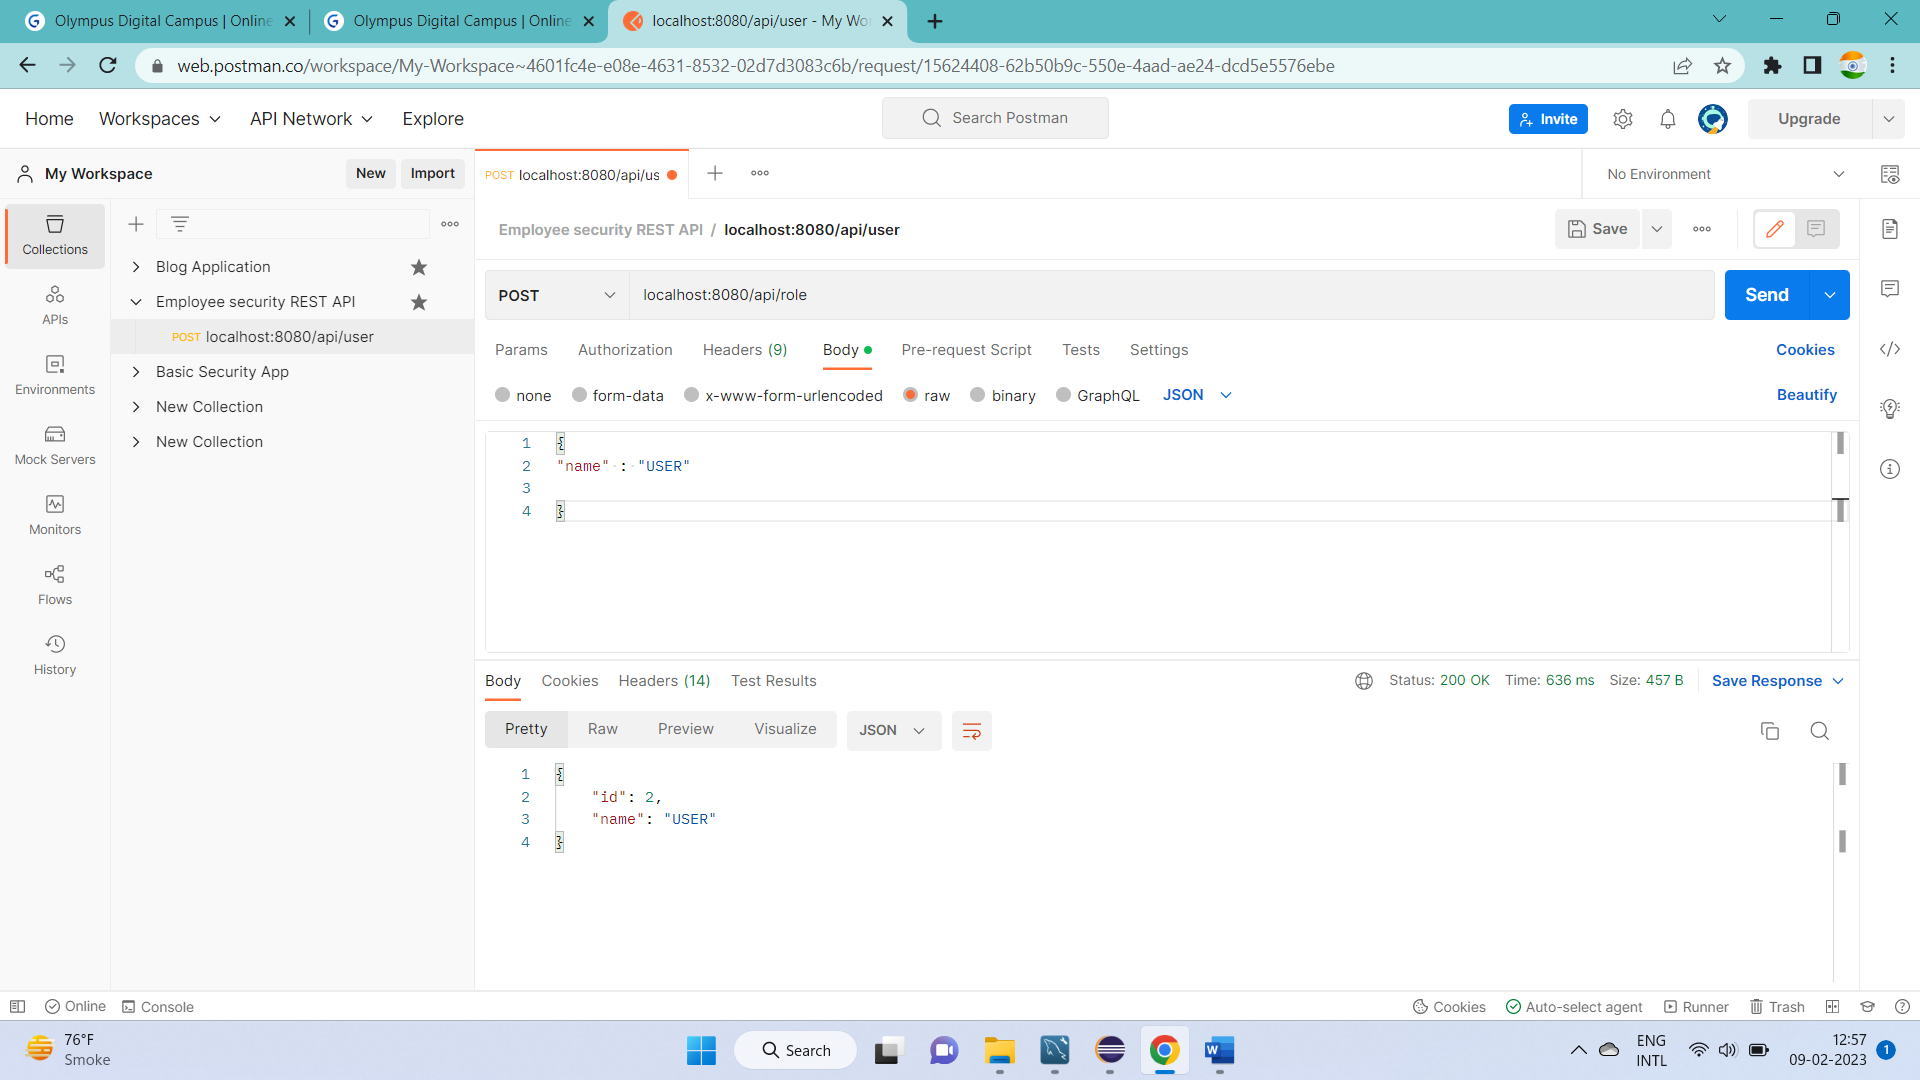 Olympus Digital Campus | Online
Olympus Digital Campus | Online
localhost:8080/api/user - My Wo
web.postman.co/workspace/My-Workspace~4601fc4e-e08e-4631-8532-02d7d3083c6b/request/15624408-62b50b9c-550e-4aad-ae24-dcd5e5576ebe
Home
Workspaces
API Network
Explore
Search Postman
Invite
Upgrade
My Workspace
New
Import
POST localhost:8080/api/us
No Environment
Collections
APIs
Environments
Mock Servers
Monitors
Flows
History
Blog Application
Employee security REST API
POST localhost:8080/api/user
Basic Security App
New Collection
New Collection
Employee security REST API / localhost:8080/api/user
Save
POST
localhost:8080/api/role
Send
Params
Authorization
Headers (9)
Body
Pre-request Script
Tests
Settings
Cookies
none
form-data
x-www-form-urlencoded
raw
binary
GraphQL
JSON
Beautify
1 {
2 "name" : "USER"
3
4 }
Body
Cookies
Headers (14)
Test Results
Status: 200 OK
Time: 636 ms
Size: 457 B
Save Response
Pretty
Raw
Preview
Visualize
JSON
1 {
2 "id": 2,
3 "name": "USER"
4 }
Online
Console
Cookies
Auto-select agent
Runner
Trash
76°F
Smoke
Search
ENG
INTL
12:57
09-02-2023
1